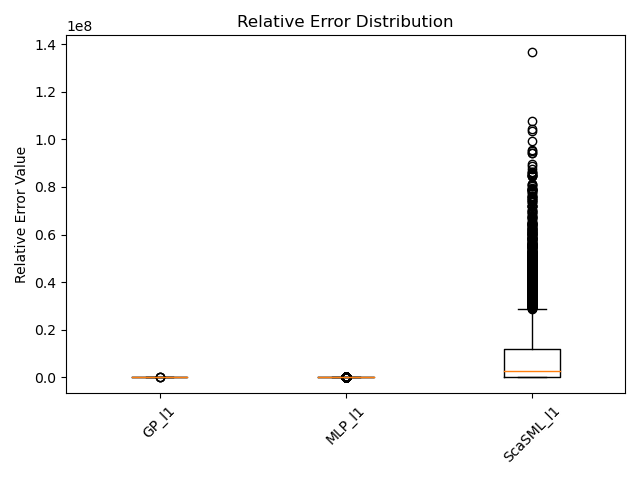 Relative Error Distribution
1e8
Relative Error Value
1.4
1.2
1.0
0.8
0.6
0.4
0.2
0.0
GP_l1
MLP_l1
ScaSML_l1